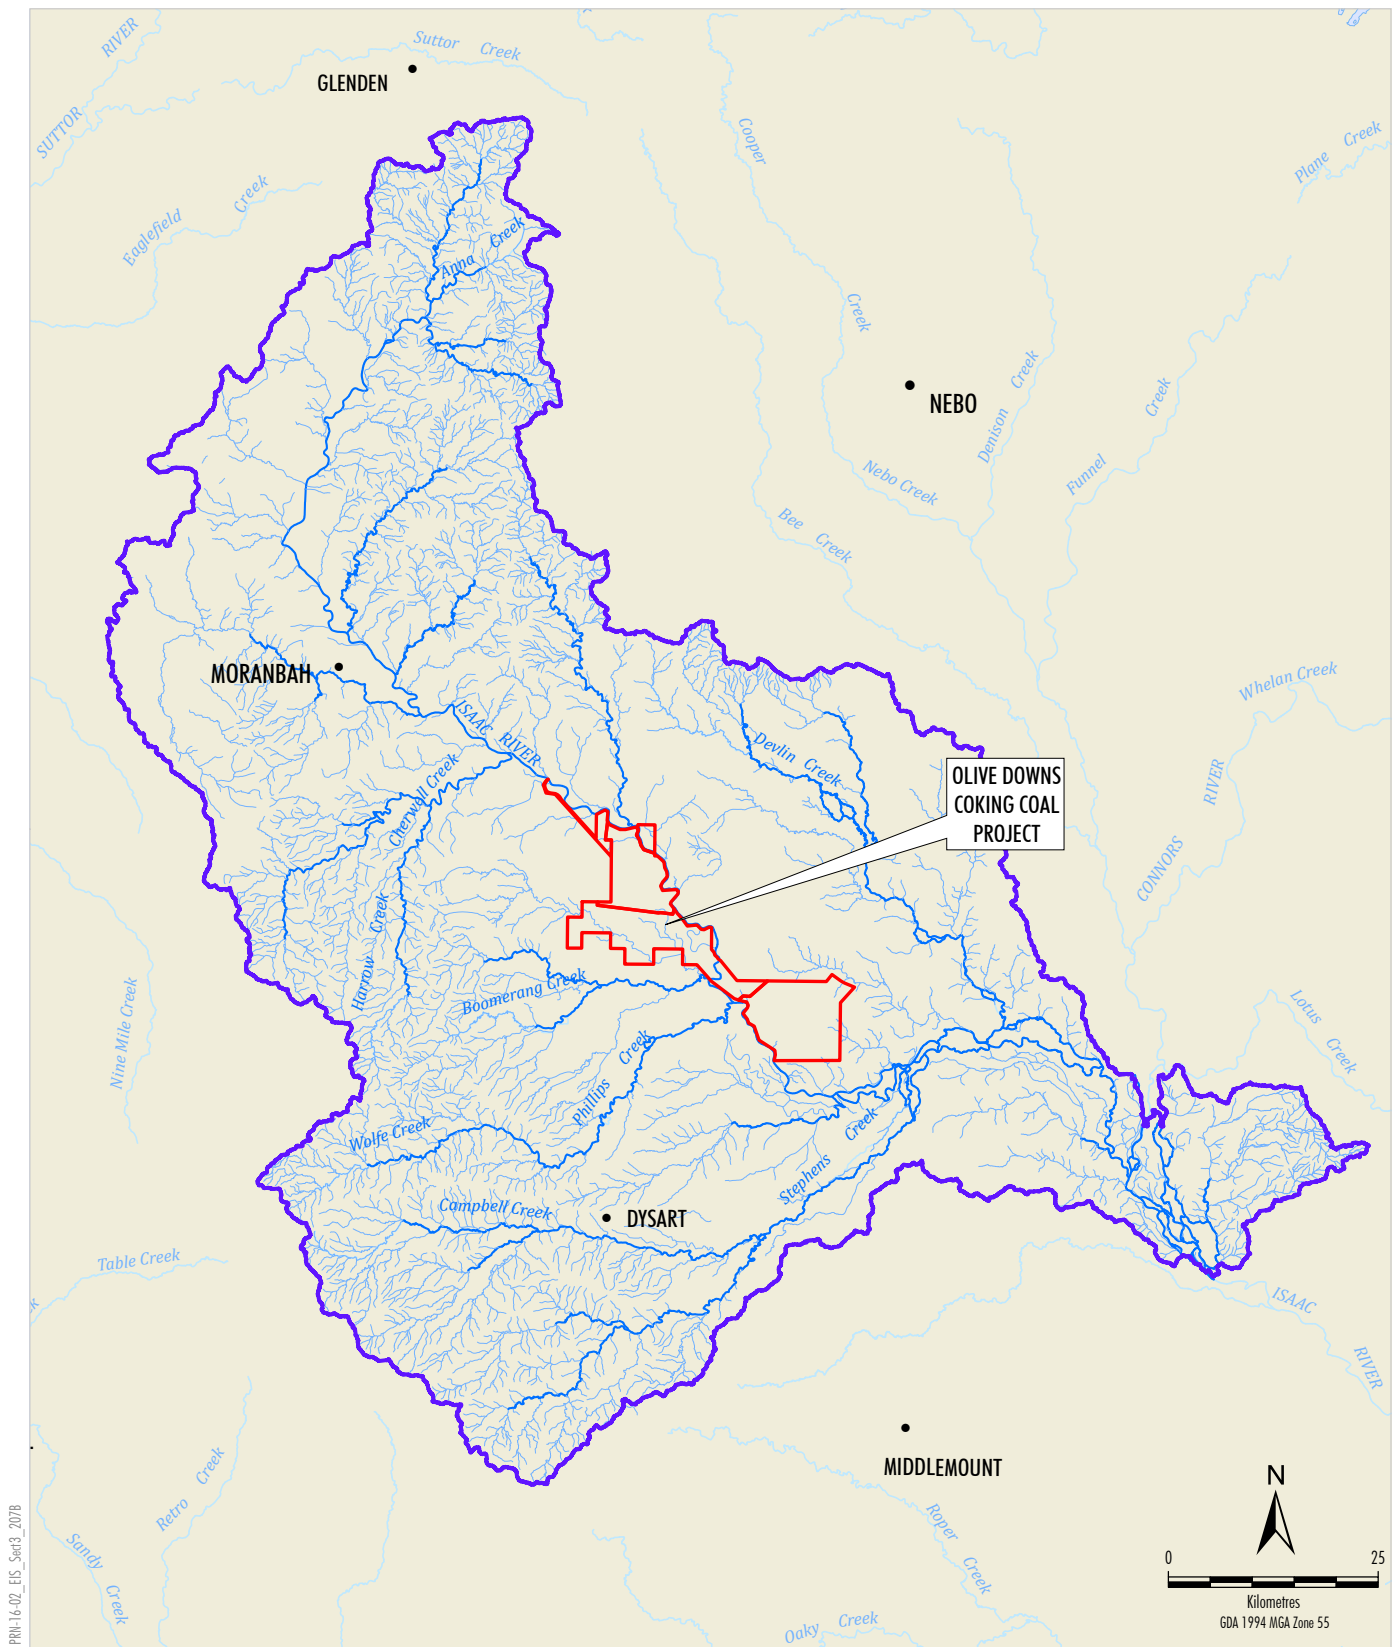 RIVER
SUTTOR
Suttor Creek
GLENDEN
Cooper
Creek
Plane Creek
Eaglefield Creek
Anna Creek
NEBO
Denison Creek
Funnel Creek
Nebo Creek
Bee Creek
MORANBAH
ISAAC RIVER
Whelan Creek
Devlin Creek
Cherwell Creek
OLIVE DOWNS
COKING COAL
PROJECT
CONNORS RIVER
Harrow Creek
Boomerang Creek
Nine Mile Creek
Lotus Creek
Phillips Creek
Wolfe Creek
Stephens Creek
Campbell Creek
DYSART
Table Creek
ISAAC RIVER
MIDDLEMOUNT
Retro Creek
Sandy Creek
Roper Creek
Oaky Creek
N
0 25
Kilometres
GDA 1994 MGA Zone 55
PRN-16-02_EIS_Sect3_207B